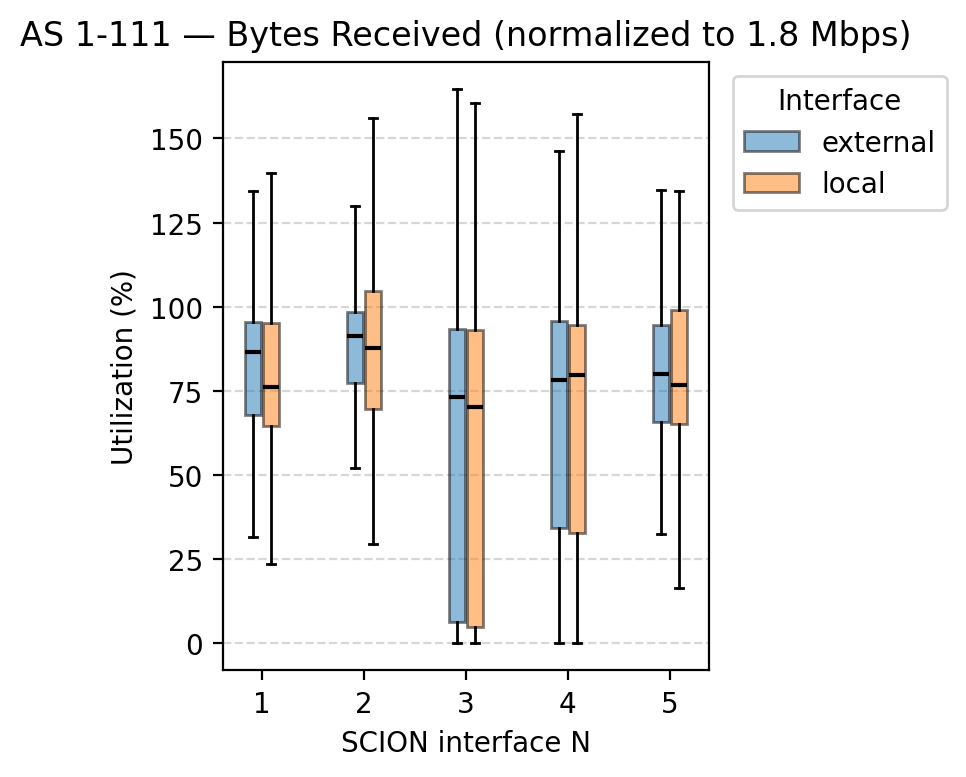 AS 1-111 — Bytes Received (normalized to 1.8 Mbps)
Interface
external
local
Utilization (%)
150
125
100
75
50
25
0
1 2 3 4 5
SCION interface N